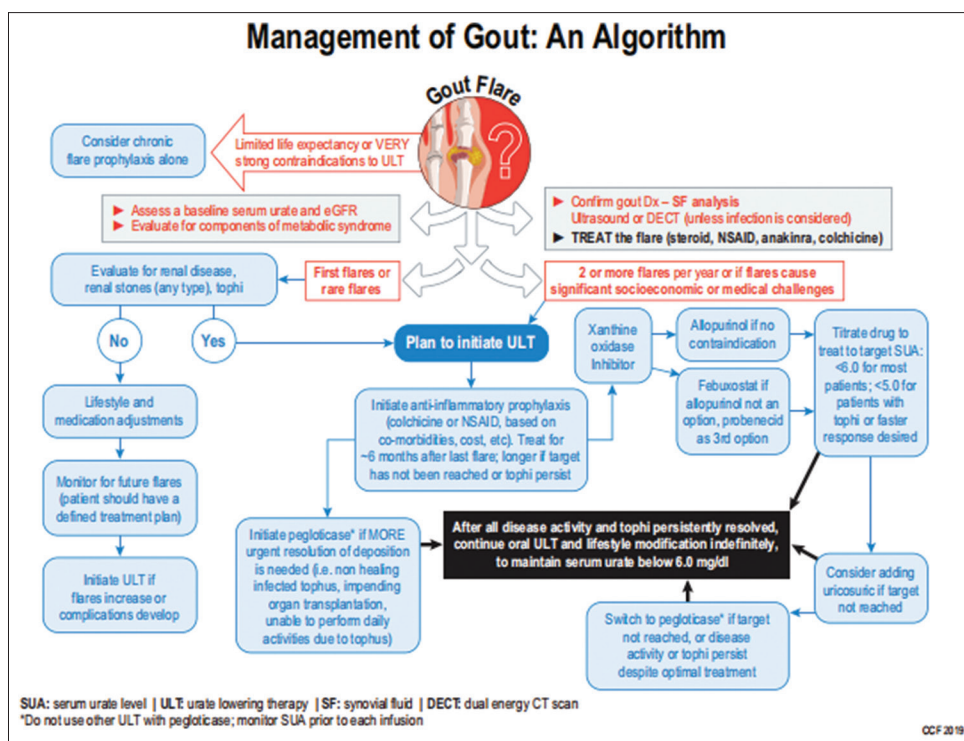 Management of Gout: An Algorithm
Gout Flare
?
Consider chronic
flare prophylaxis alone
Limited life expectancy or VERY
strong contraindications to ULT
► Assess a baseline serum urate and eGFR
► Evaluate for components of metabolic syndrome
► Confirm gout Dx – SF analysis
Ultrasound or DECT (unless infection is considered)
► TREAT the flare (steroid, NSAID, anakinra, colchicine)
Evaluate for renal disease,
renal stones (any type), tophi
First flares or
rare flares
2 or more flares per year or if flares cause
significant socioeconomic or medical challenges
No
Yes
Plan to initiate ULT
Xanthine
oxidase
Inhibitor
Allopurinol if no
contraindication
Febuxostat if
allopurinol not an
option, probenecid
as 3rd option
Titrate drug to
treat to target SUA:
<6.0 for most
patients; <5.0 for
patients with
tophi or faster
response desired
Lifestyle and
medication adjustments
Initiate anti-inflammatory prophylaxis
(colchicine or NSAID, based on
co-morbidities, cost, etc). Treat for
~6 months after last flare; longer if target
has not been reached or tophi persist
Monitor for future flares
(patient should have a
defined treatment plan)
Initiate ULT if
flares increase or
complications develop
Initiate pegloticase* if MORE
urgent resolution of deposition
is needed (i.e. non healing
infected tophus, impending
organ transplantation,
unable to perform daily
activities due to tophus)
After all disease activity and tophi persistently resolved,
continue oral ULT and lifestyle modification indefinitely,
to maintain serum urate below 6.0 mg/dl
Consider adding
uricosuric if target
not reached
Switch to pegloticase* if target
not reached, or disease
activity or tophi persist
despite optimal treatment
SUA: serum urate level | ULT: urate lowering therapy | SF: synovial fluid | DECT: dual energy CT scan
*Do not use other ULT with pegloticase; monitor SUA prior to each infusion
CCF 2019